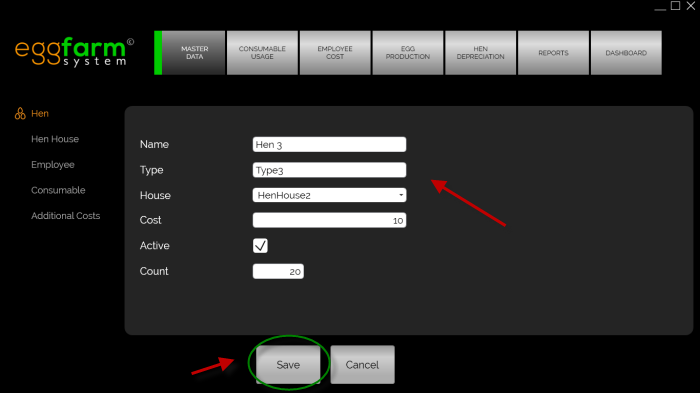 eggfarm©
system
MASTER
DATA
CONSUMABLE
USAGE
EMPLOYEE
COST
EGG
PRODUCTION
HEN
DEPRECIATION
REPORTS
DASHBOARD
Hen
Hen House
Employee
Consumable
Additional Costs
Name Hen 3
Type Type3
House HenHouse2
Cost 10
Active
Count 20
Save Cancel